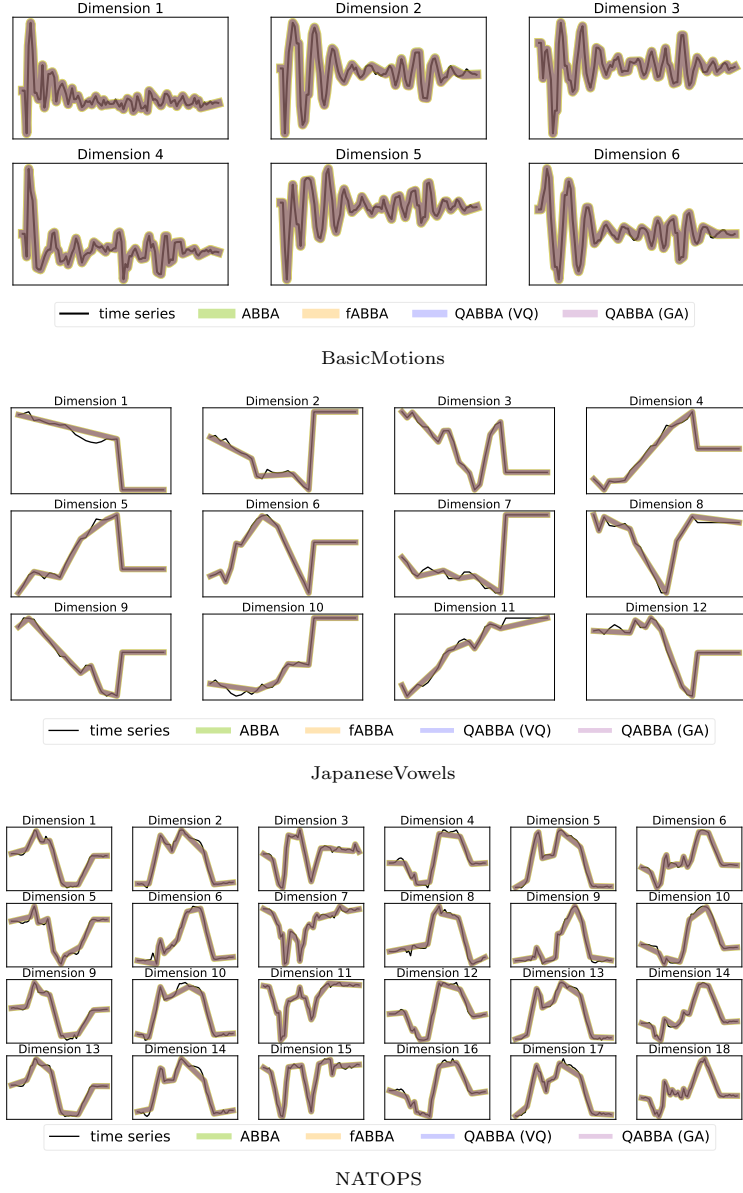 Dimension 1 Dimension 2 Dimension 3
Dimension 4 Dimension 5 Dimension 6
time series ABBA fABBA QABBA (VQ) QABBA (GA)
BasicMotions
Dimension 1 Dimension 2 Dimension 3 Dimension 4
Dimension 5 Dimension 6 Dimension 7 Dimension 8
Dimension 9 Dimension 10 Dimension 11 Dimension 12
time series ABBA fABBA QABBA (VQ) QABBA (GA)
JapaneseVowels
Dimension 1 Dimension 2 Dimension 3 Dimension 4 Dimension 5 Dimension 6
Dimension 5 Dimension 6 Dimension 7 Dimension 8 Dimension 9 Dimension 10
Dimension 9 Dimension 10 Dimension 11 Dimension 12 Dimension 13 Dimension 14
Dimension 13 Dimension 14 Dimension 15 Dimension 16 Dimension 17 Dimension 18
time series ABBA fABBA QABBA (VQ) QABBA (GA)
NATOPS